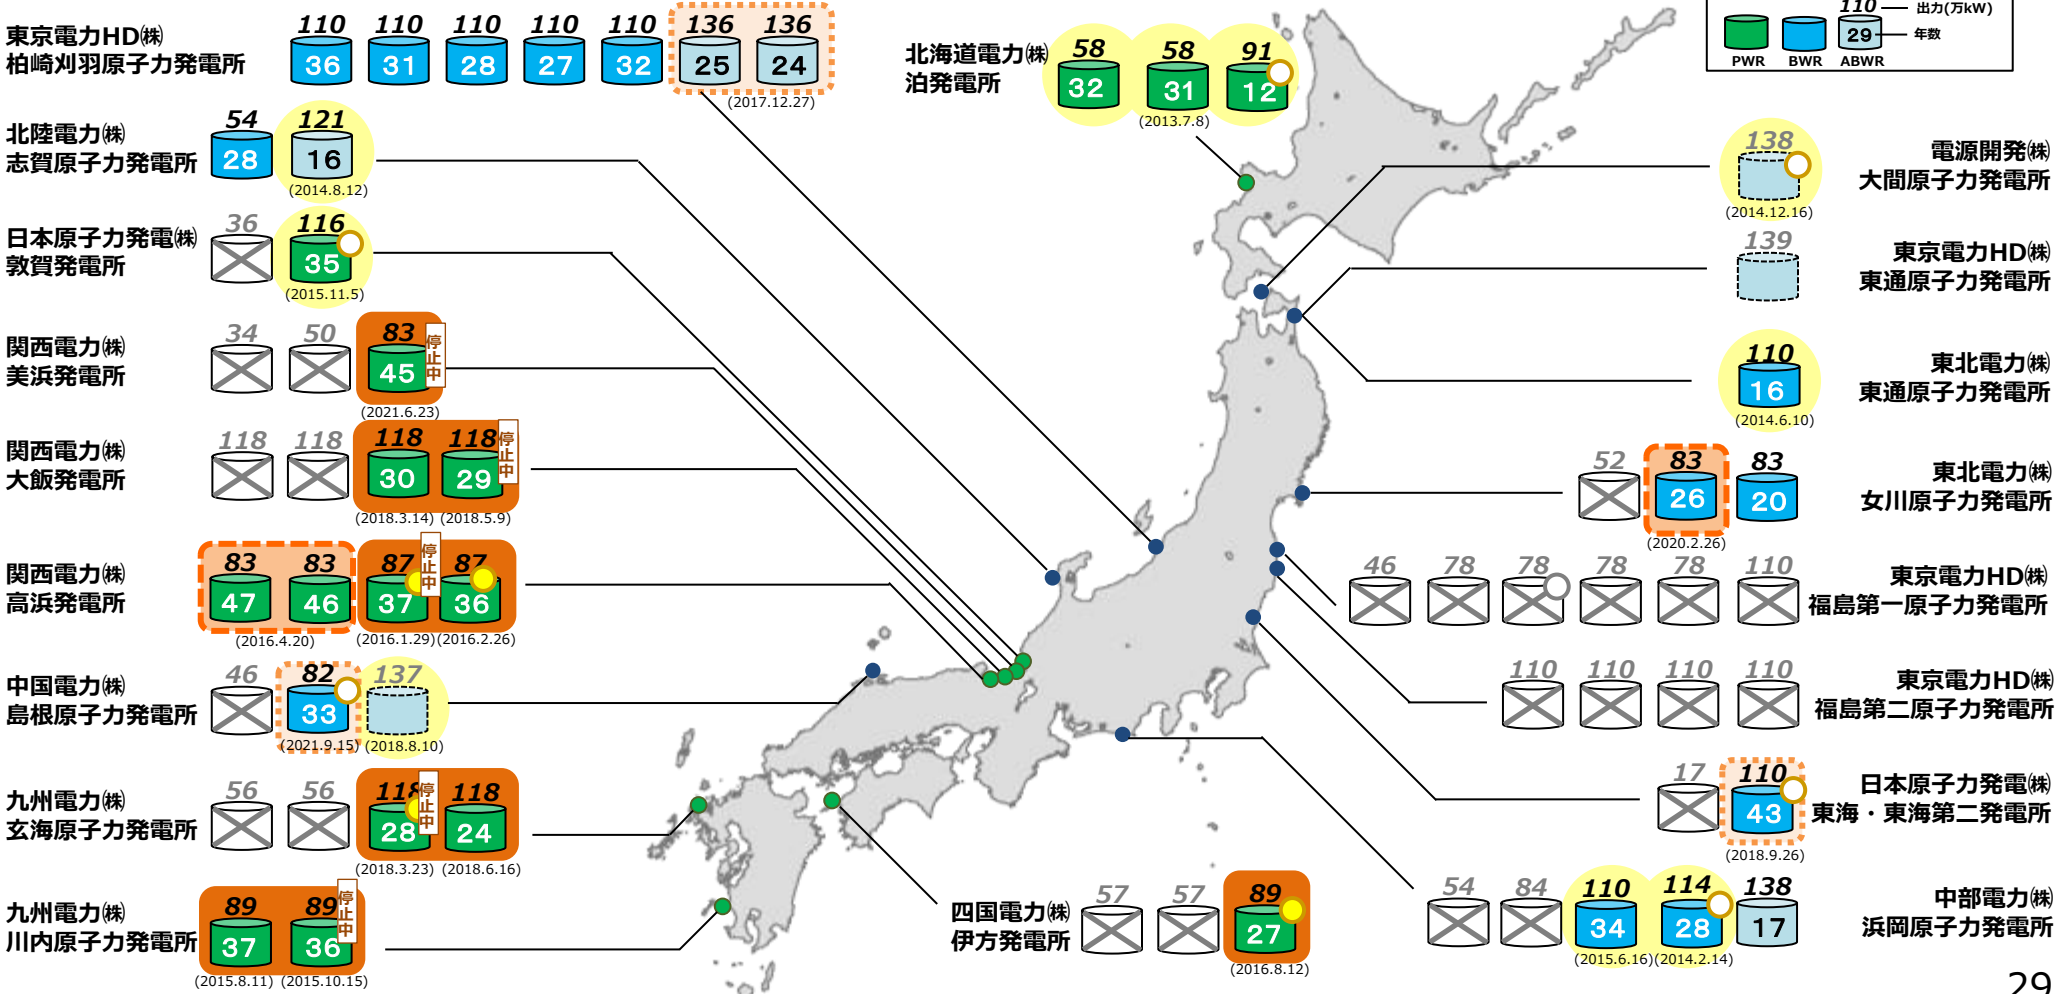 東京電力HD㈱
柏崎刈羽原子力発電所
110 110 110 110 110 136 136
36 31 28 27 32 25 24
(2017.12.27)
北陸電力㈱
志賀原子力発電所
54 121
28 16
(2014.8.12)
日本原子力発電㈱
敦賀発電所
36 116
35
(2015.11.5)
関西電力㈱
美浜発電所
34 50 83
45
停止中
(2021.6.23)
関西電力㈱
大飯発電所
118 118 118 118
30 29
停止中
(2018.3.14) (2018.5.9)
関西電力㈱
高浜発電所
83 83 87 87
47 46 37 36
停止中
(2016.4.20) (2016.1.29) (2016.2.26)
中国電力㈱
島根原子力発電所
46 82 137
33
(2021.9.15) (2018.8.10)
九州電力㈱
玄海原子力発電所
56 56 118 118
28 24
停止中
(2018.3.23) (2018.6.16)
九州電力㈱
川内原子力発電所
89 89
37 36
停止中
(2015.8.11) (2015.10.15)
北海道電力㈱
泊発電所
58 58 91
32 31 12
(2013.7.8)
四国電力㈱
伊方発電所
57 57 89
27
(2016.8.12)
110 出力(万kW)
29 年数
PWR BWR ABWR
電源開発㈱
大間原子力発電所
138
(2014.12.16)
東京電力HD㈱
東通原子力発電所
139
東北電力㈱
東通原子力発電所
110
16
(2014.6.10)
東北電力㈱
女川原子力発電所
52 83 83
26 20
(2020.2.26)
東京電力HD㈱
福島第一原子力発電所
46 78 78 78 78 110
東京電力HD㈱
福島第二原子力発電所
110 110 110 110
日本原子力発電㈱
東海・東海第二発電所
17 110
43
(2018.9.26)
中部電力㈱
浜岡原子力発電所
54 84 110 114 138
34 28 17
(2015.6.16) (2014.2.14)
29